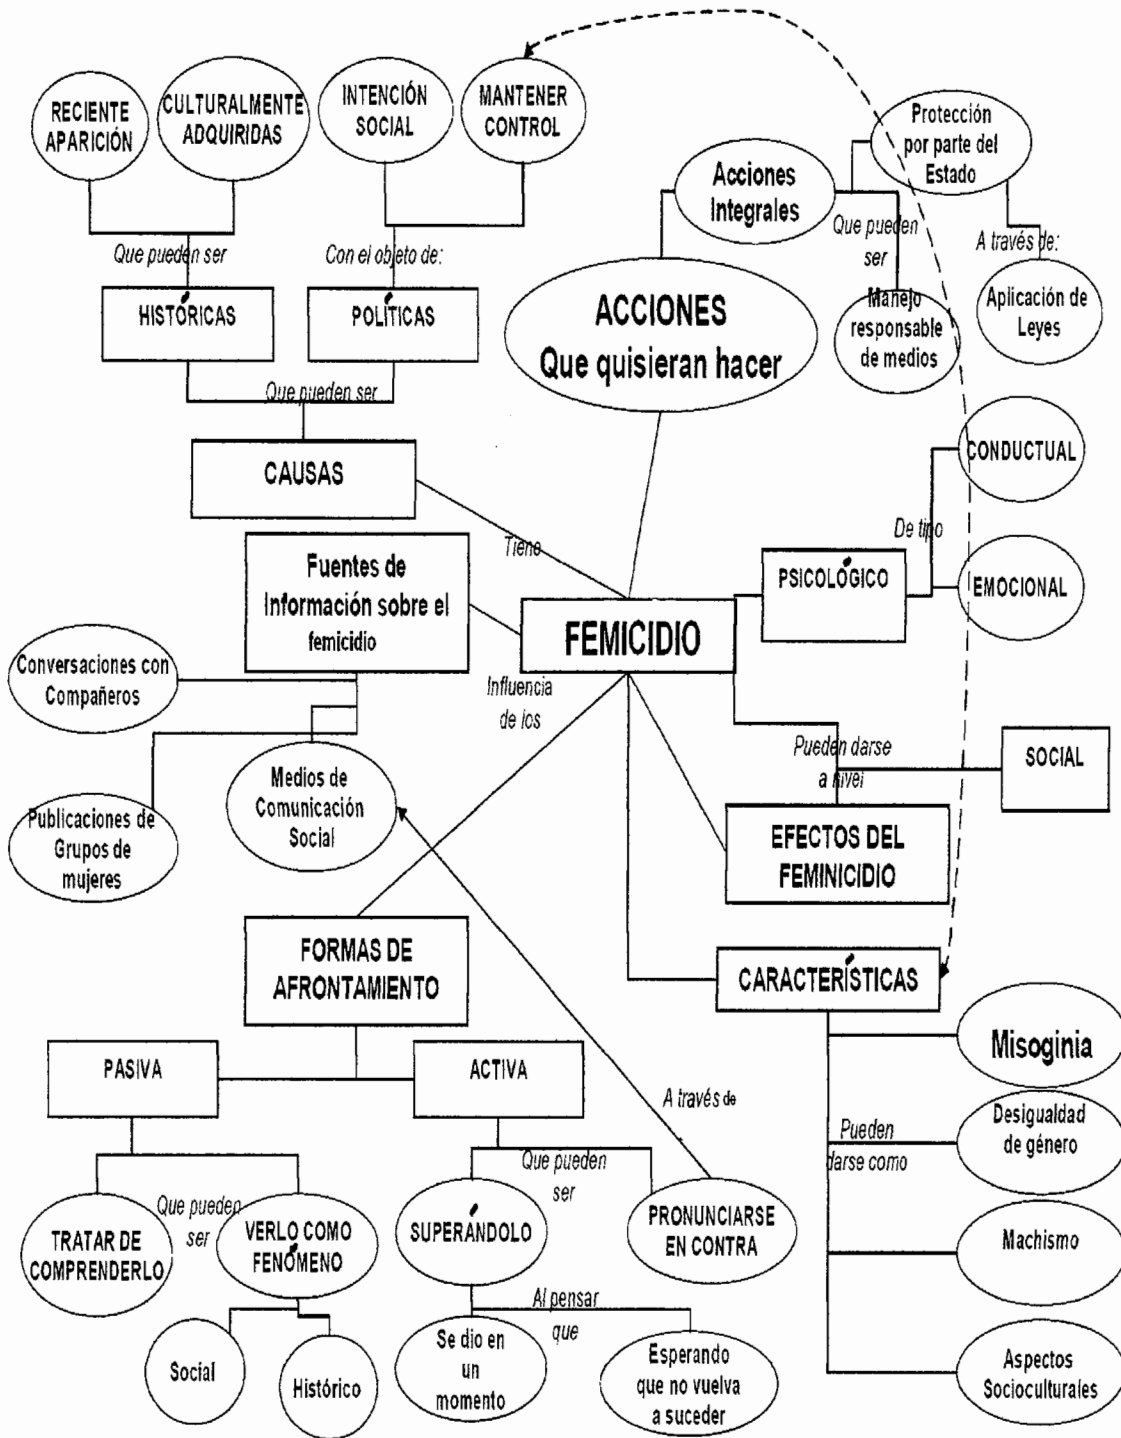 RECIENTE
APARICIÓN
CULTURALMENTE
ADQUIRIDAS
INTENCIÓN
SOCIAL
MANTENER
CONTROL
Que pueden ser
Con el objeto de:
HISTÓRICAS
POLÍTICAS
Que pueden ser
CAUSAS
Acciones
Integrales
Protección
por parte del
Estado
Que pueden
ser
A través de:
Manejo
responsable
de medios
Aplicación de
Leyes
ACCIONES
Que quisieran hacer
Tiene
Fuentes de
Información sobre el
femicidio
FEMICIDIO
PSICOLÓGICO
De tipo
CONDUCTUAL
EMOCIONAL
Conversaciones con
Compañeros
Publicaciones de
Grupos de
mujeres
Medios de
Comunicación
Social
Influencia
de los
Pueden darse
a nivel
SOCIAL
EFECTOS DEL
FEMINICIDIO
FORMAS DE
AFRONTAMIENTO
CARACTERÍSTICAS
PASIVA
ACTIVA
A través de
Que pueden
ser
TRATAR DE
COMPRENDERLO
VERLO COMO
FENÓMENO
Social
Histórico
Que pueden
ser
SUPERÁNDOLO
PRONUNCIARSE
EN CONTRA
Al pensar
que
Se dio en
un
momento
Esperando
que no vuelva
a suceder
Pueden
darse como
Misoginia
Desigualdad
de género
Machismo
Aspectos
Socioculturales